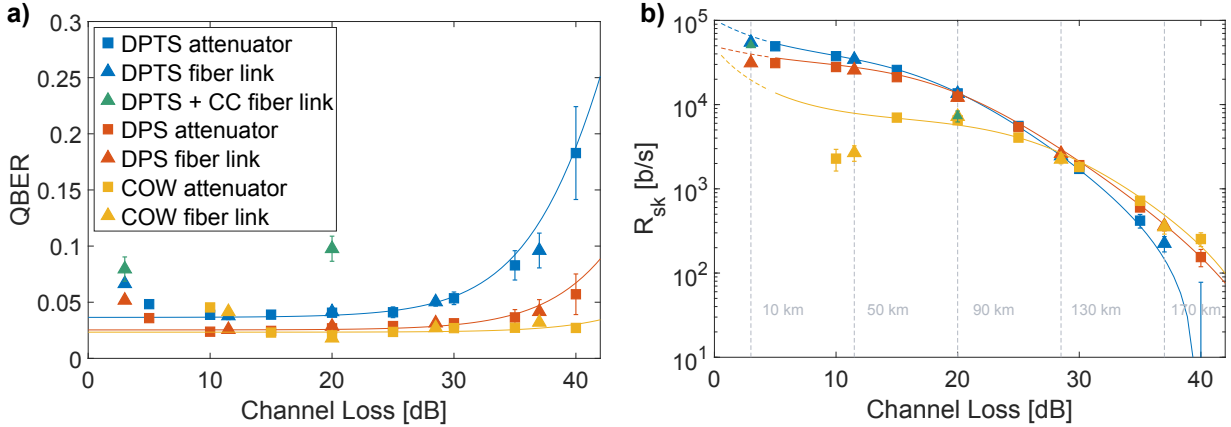 a)
0.3
0.25
0.2
0.15
0.1
0.05
0
QBER
DPTS attenuator
DPTS fiber link
DPTS + CC fiber link
DPS attenuator
DPS fiber link
COW attenuator
COW fiber link
0 10 20 30 40
Channel Loss [dB]
b)
10^5
10^4
10^3
10^2
10^1
R_sk [b/s]
10 km 50 km 90 km 130 km 170 km
0 10 20 30 40
Channel Loss [dB]